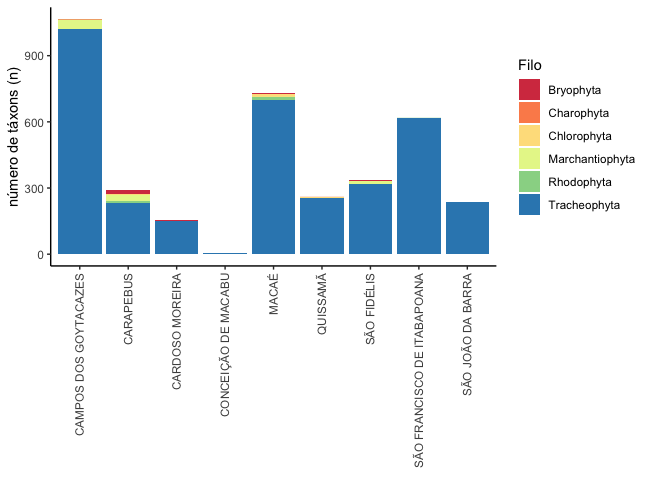 número de táxons (n)
900
600
300
0
CAMPOS DOS GOYTACAZES
CARAPEBUS
CARDOSO MOREIRA
CONCEIÇÃO DE MACABU
MACAÉ
QUISSAMÃ
SÃO FIDÉLIS
SÃO FRANCISCO DE ITABAPOANA
SÃO JOÃO DA BARRA
Filo
Bryophyta
Charophyta
Chlorophyta
Marchantiophyta
Rhodophyta
Tracheophyta